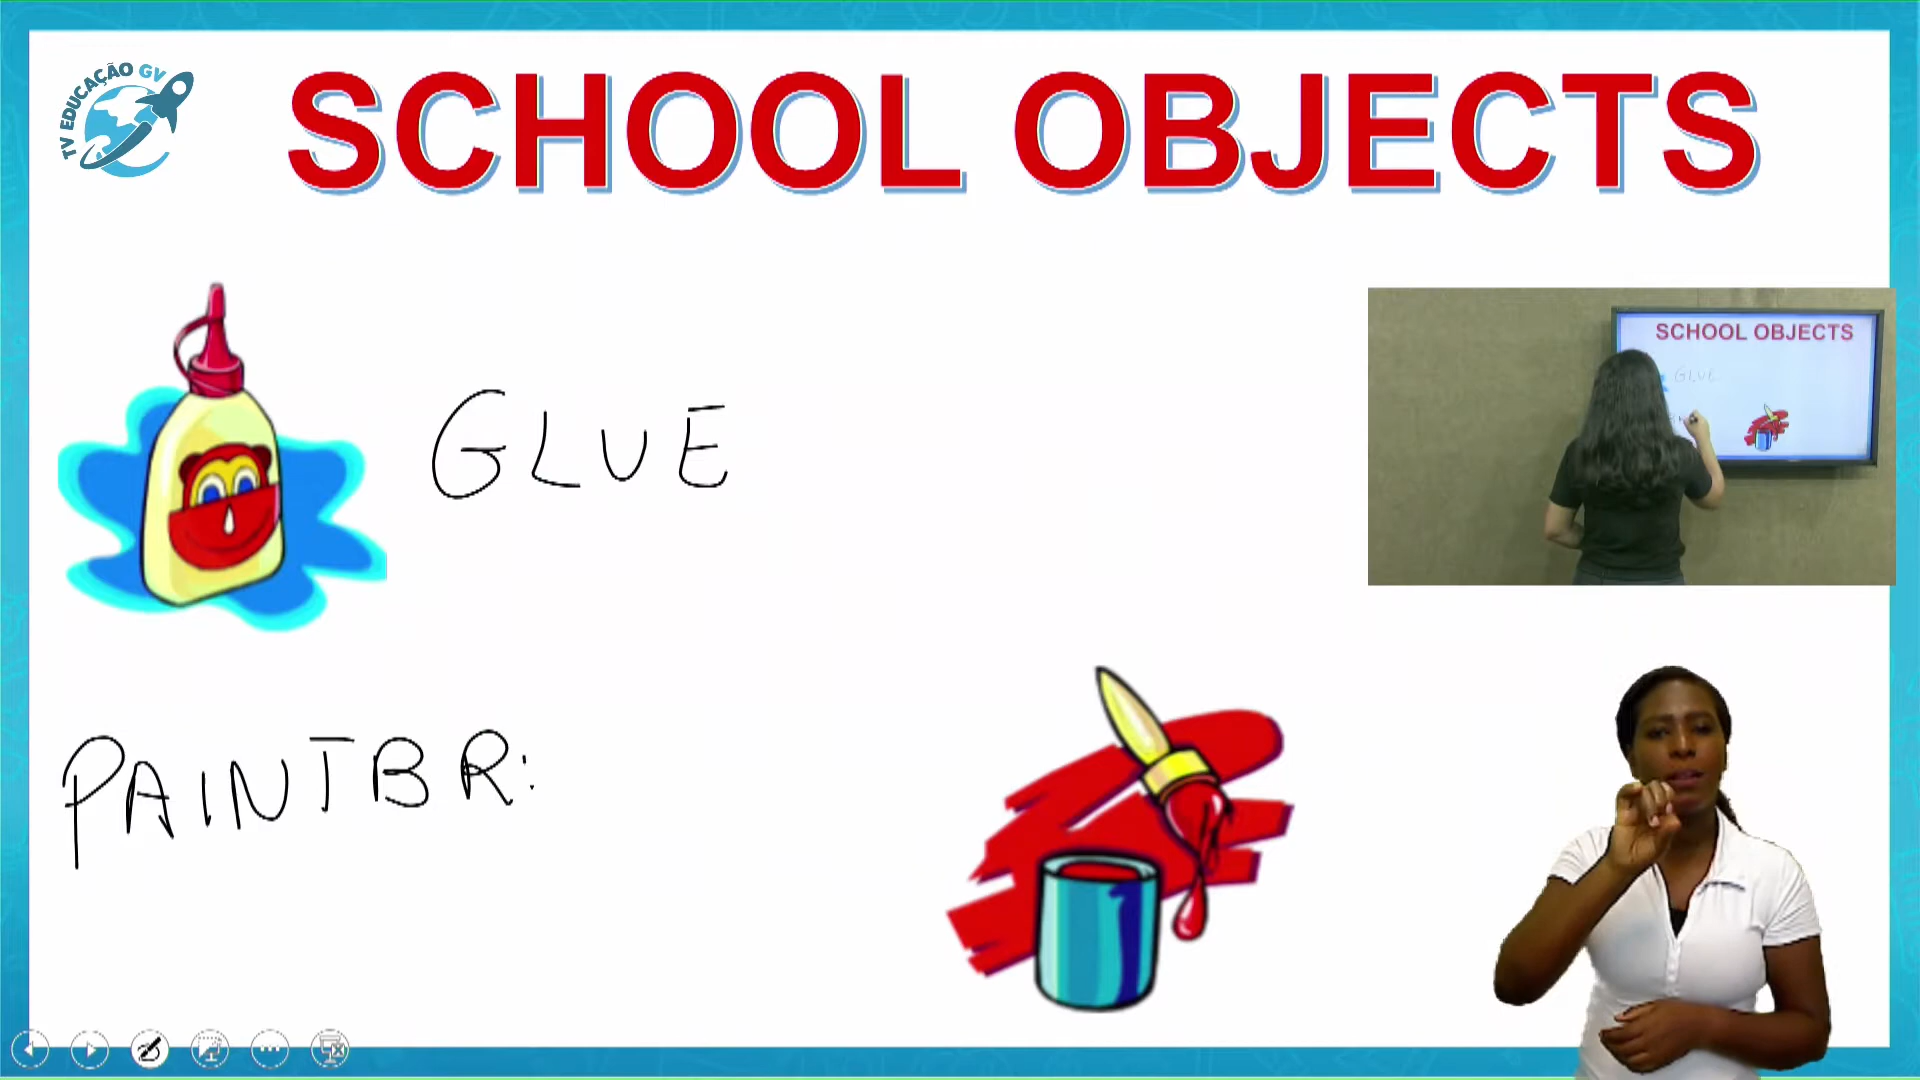 TV EDUCAÇÃO GV
SCHOOL OBJECTS
GLUE
SCHOOL OBJECTS
GLUE
PAINTBR